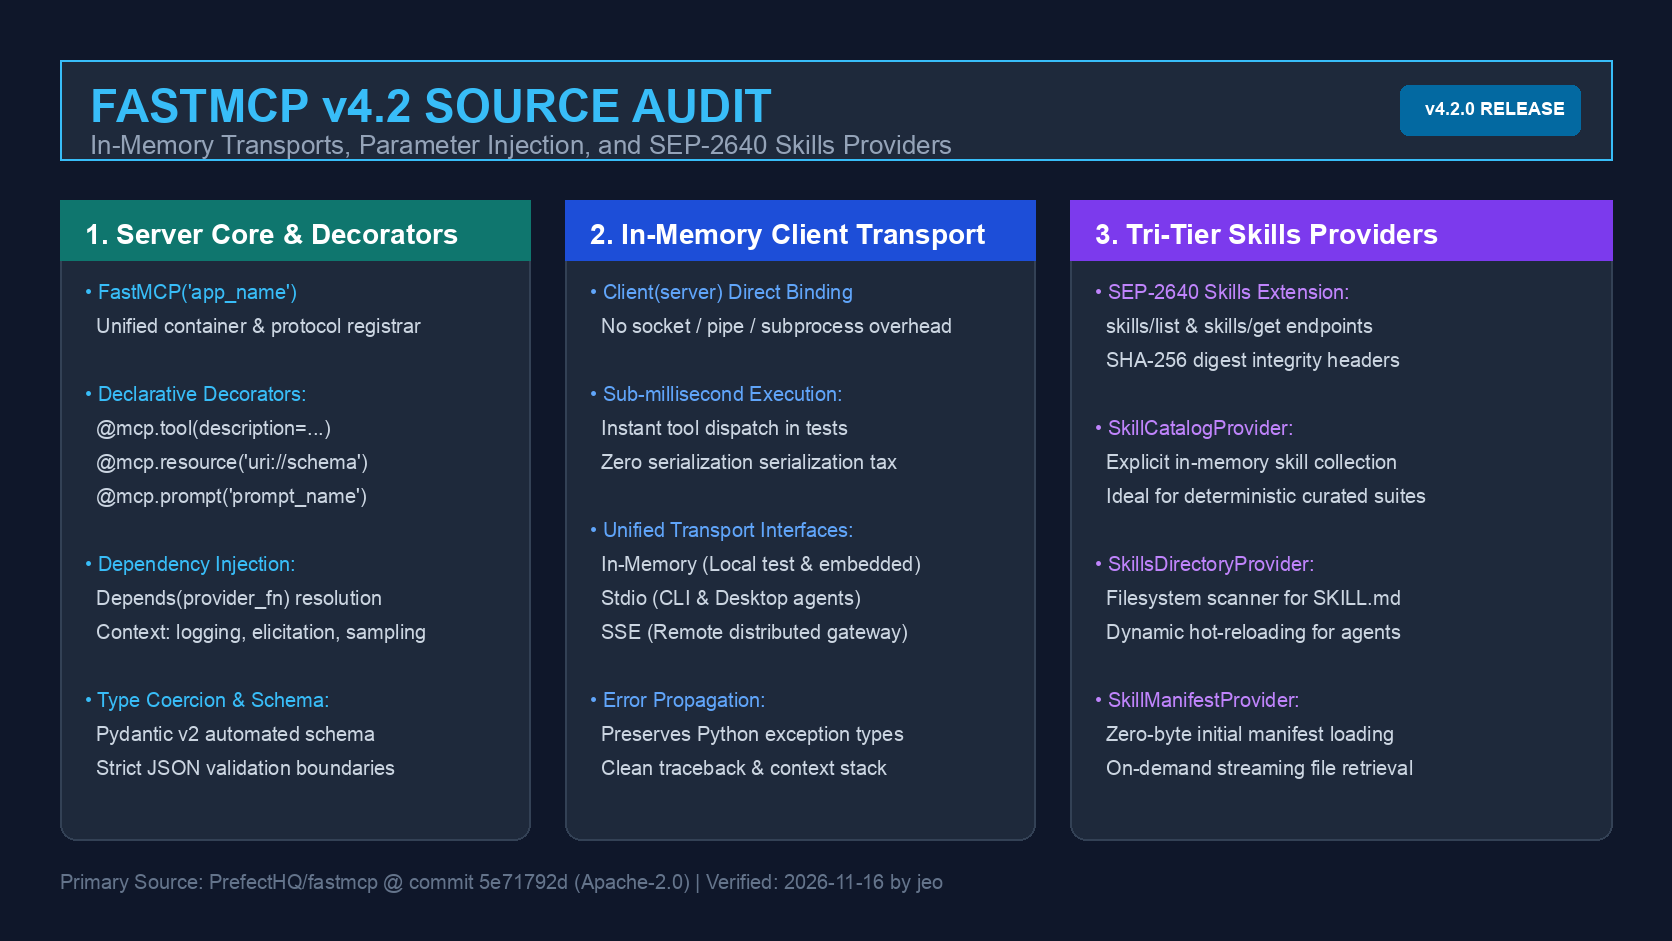 FASTMCP v4.2 SOURCE AUDIT
In-Memory Transports, Parameter Injection, and SEP-2640 Skills Providers
v4.2.0 RELEASE
1. Server Core & Decorators
• FastMCP('app_name')
Unified container & protocol registrar
• Declarative Decorators:
@mcp.tool(description=...)
@mcp.resource('uri://schema')
@mcp.prompt('prompt_name')
• Dependency Injection:
Depends(provider_fn) resolution
Context: logging, elicitation, sampling
• Type Coercion & Schema:
Pydantic v2 automated schema
Strict JSON validation boundaries
2. In-Memory Client Transport
• Client(server) Direct Binding
No socket / pipe / subprocess overhead
• Sub-millisecond Execution:
Instant tool dispatch in tests
Zero serialization serialization tax
• Unified Transport Interfaces:
In-Memory (Local test & embedded)
Stdio (CLI & Desktop agents)
SSE (Remote distributed gateway)
• Error Propagation:
Preserves Python exception types
Clean traceback & context stack
3. Tri-Tier Skills Providers
• SEP-2640 Skills Extension:
skills/list & skills/get endpoints
SHA-256 digest integrity headers
• SkillCatalogProvider:
Explicit in-memory skill collection
Ideal for deterministic curated suites
• SkillsDirectoryProvider:
Filesystem scanner for SKILL.md
Dynamic hot-reloading for agents
• SkillManifestProvider:
Zero-byte initial manifest loading
On-demand streaming file retrieval
Primary Source: PrefectHQ/fastmcp @ commit 5e71792d (Apache-2.0) | Verified: 2026-11-16 by jeo